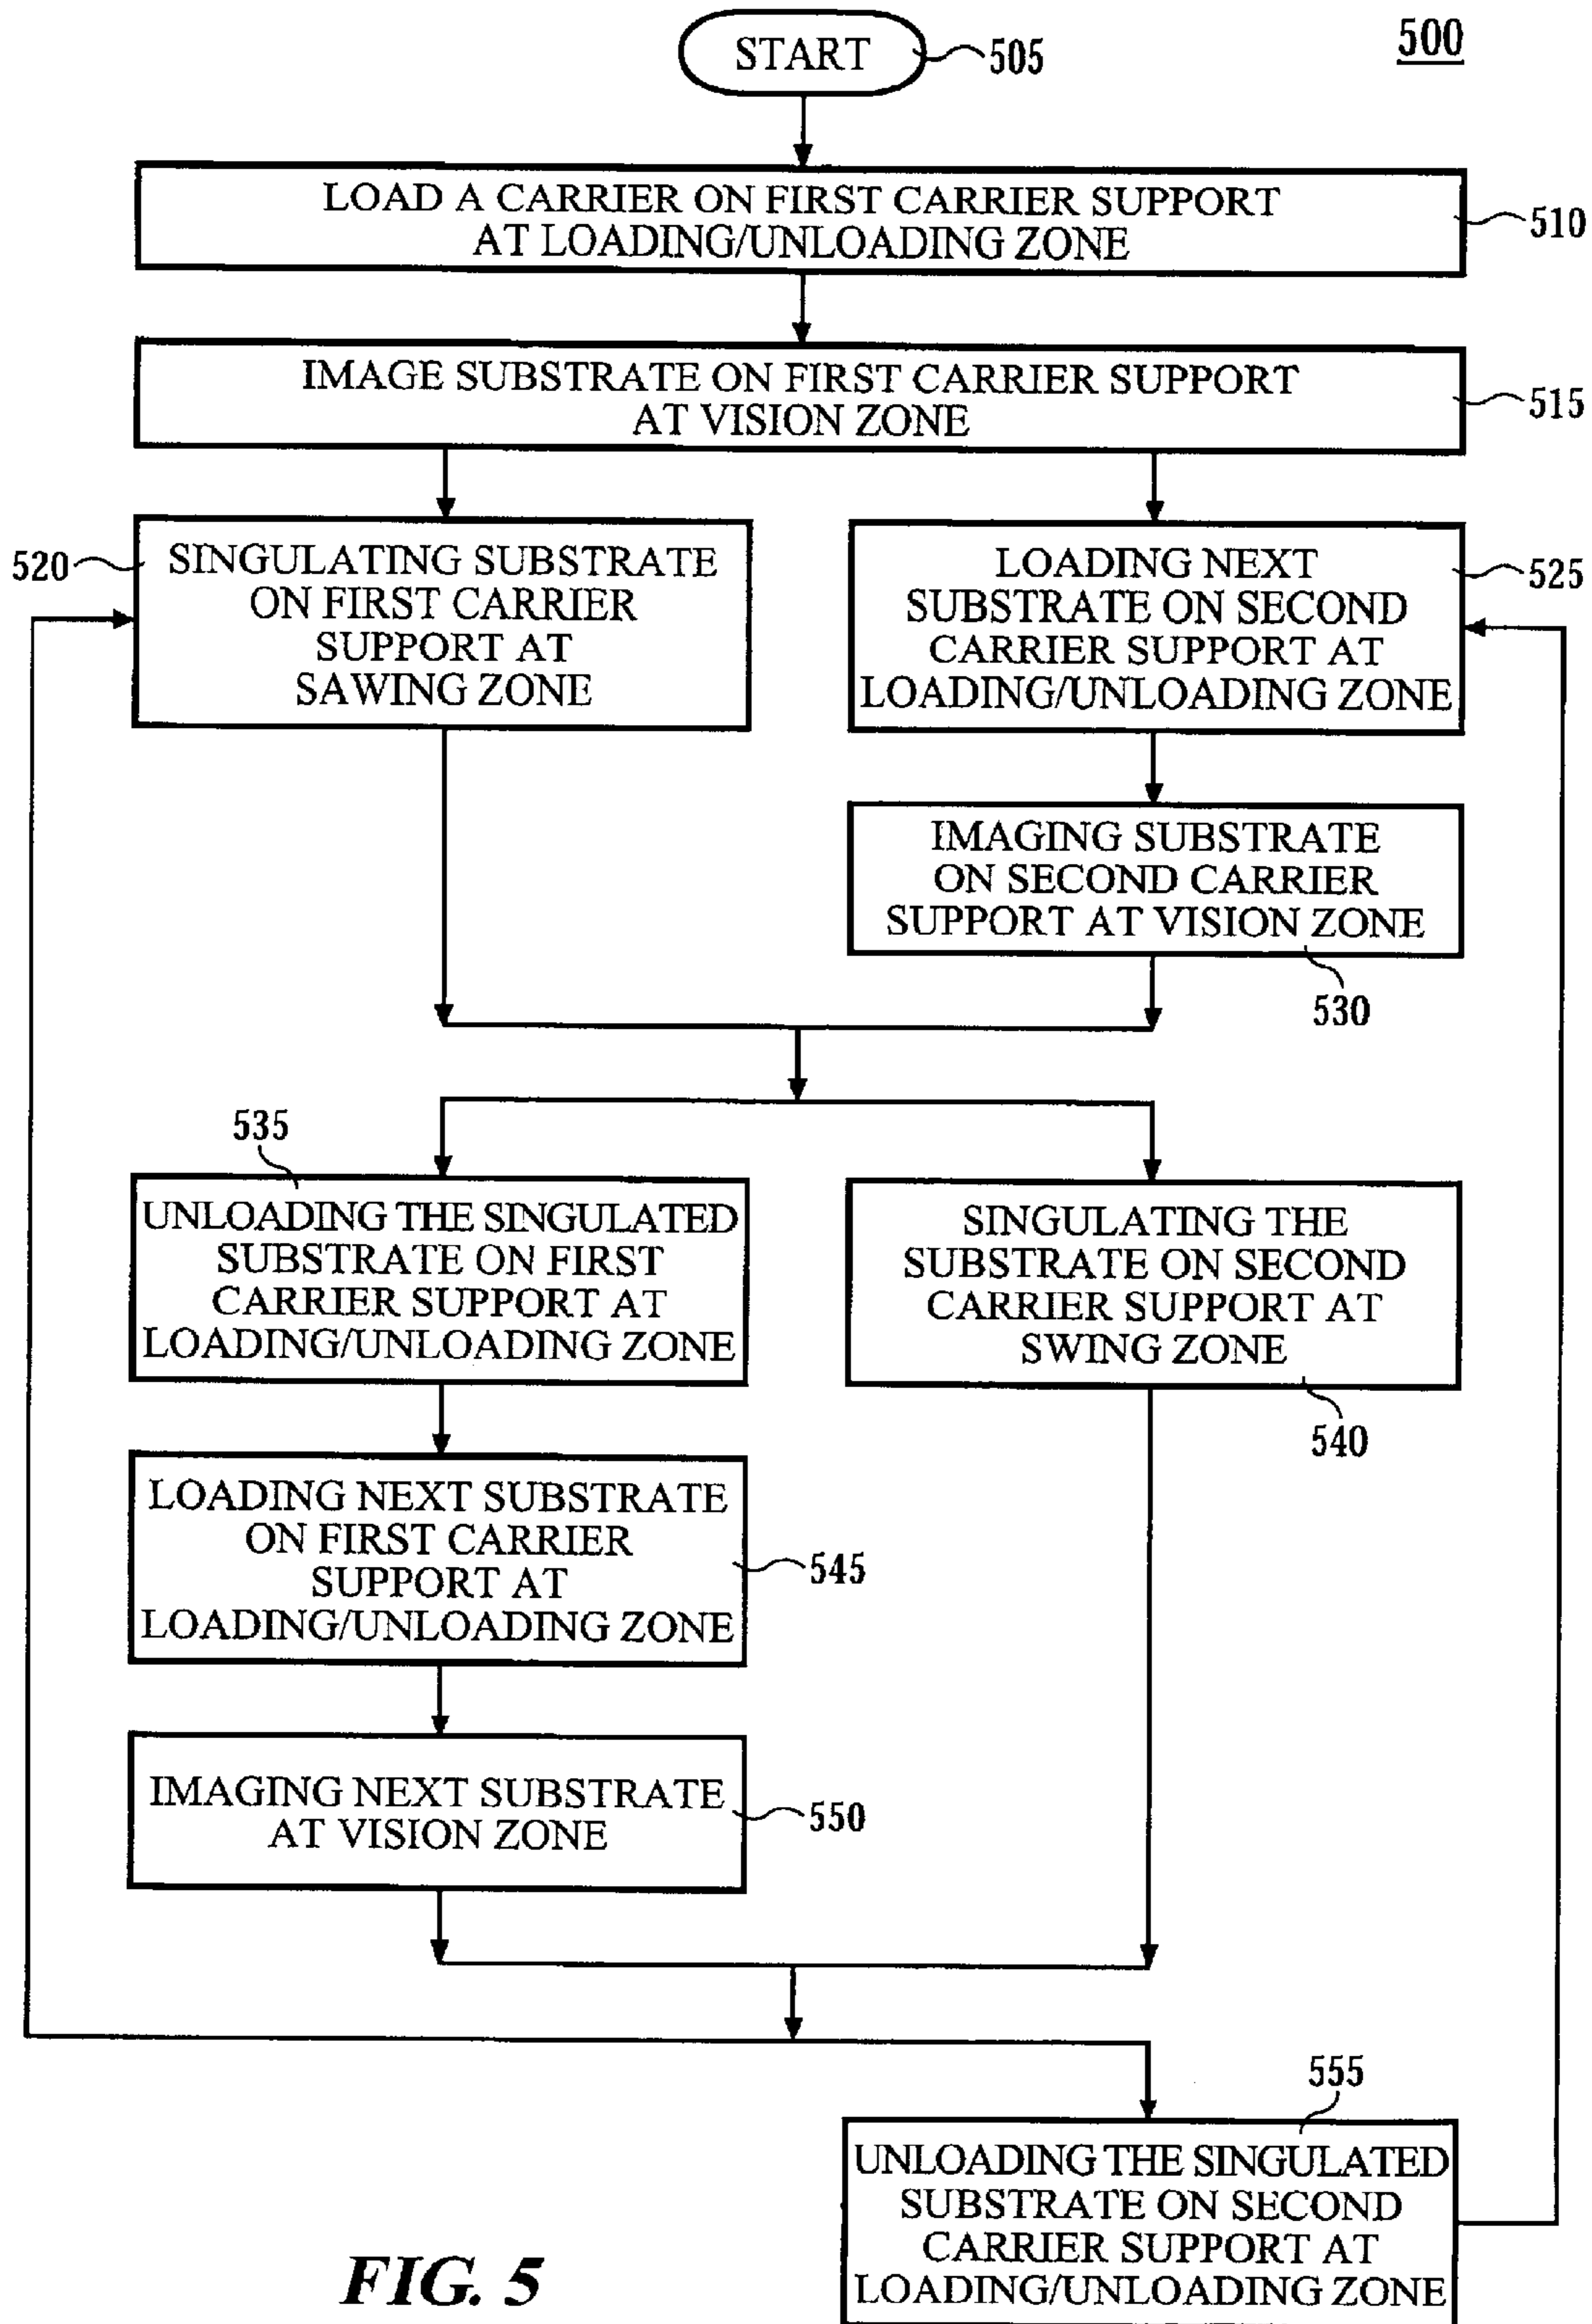 500
START
505
LOAD A CARRIER ON FIRST CARRIER SUPPORT
AT LOADING/UNLOADING ZONE
510
IMAGE SUBSTRATE ON FIRST CARRIER SUPPORT
AT VISION ZONE
515
520
SINGULATING SUBSTRATE
ON FIRST CARRIER
SUPPORT AT
SAWING ZONE
LOADING NEXT
SUBSTRATE ON SECOND
CARRIER SUPPORT AT
LOADING/UNLOADING ZONE
525
IMAGING SUBSTRATE
ON SECOND CARRIER
SUPPORT AT VISION ZONE
530
535
UNLOADING THE SINGULATED
SUBSTRATE ON FIRST
CARRIER SUPPORT AT
LOADING/UNLOADING ZONE
SINGULATING THE
SUBSTRATE ON SECOND
CARRIER SUPPORT AT
SWING ZONE
540
LOADING NEXT SUBSTRATE
ON FIRST CARRIER
SUPPORT AT
LOADING/UNLOADING ZONE
545
IMAGING NEXT SUBSTRATE
AT VISION ZONE
550
555
UNLOADING THE SINGULATED
SUBSTRATE ON SECOND
CARRIER SUPPORT AT
LOADING/UNLOADING ZONE
FIG. 5